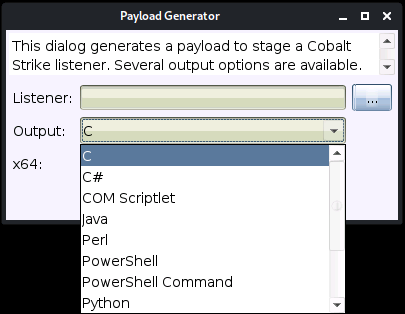 Payload Generator
This dialog generates a payload to stage a Cobalt
Strike listener. Several output options are available.
Listener:
...
Output: C
x64:
C
C#
COM Scriptlet
Java
Perl
PowerShell
PowerShell Command
Python